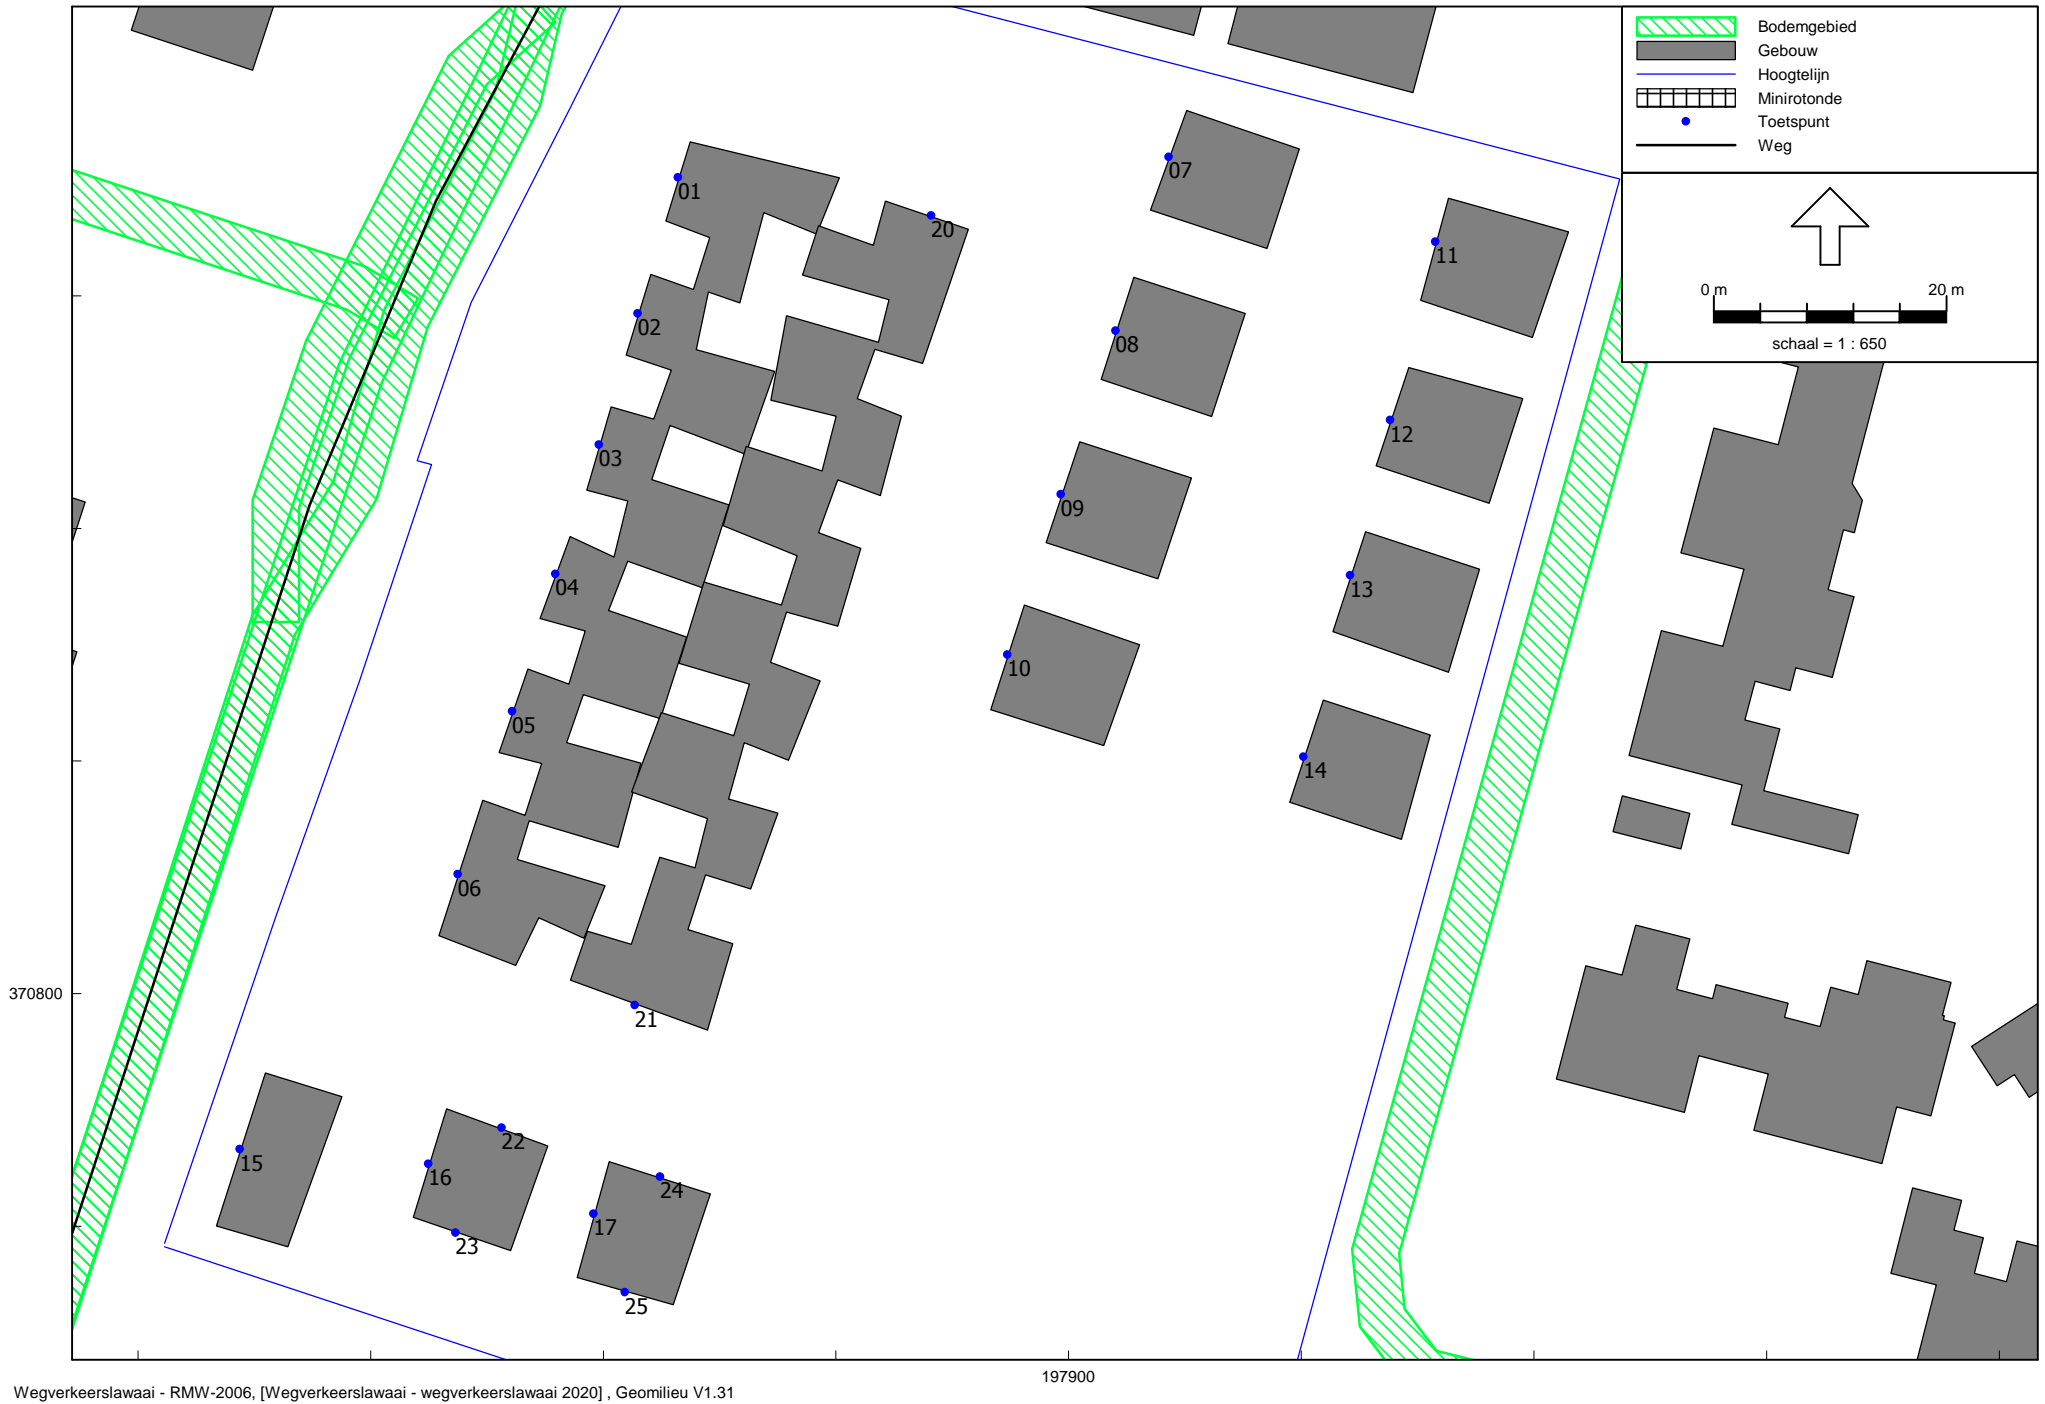 Bodemgebied
Gebouw
Hoogtelijn
Minirotonde
Toetspunt
Weg
0 m 20 m
schaal = 1 : 650
01
20
07
11
02
08
12
03
09
13
04
10
05
14
06
21
15
22
16
23
24
17
25
370800
197900
Wegverkeerslawaai - RMW-2006, [Wegverkeerslawaai - wegverkeerslawaai 2020] , Geomilieu V1.31